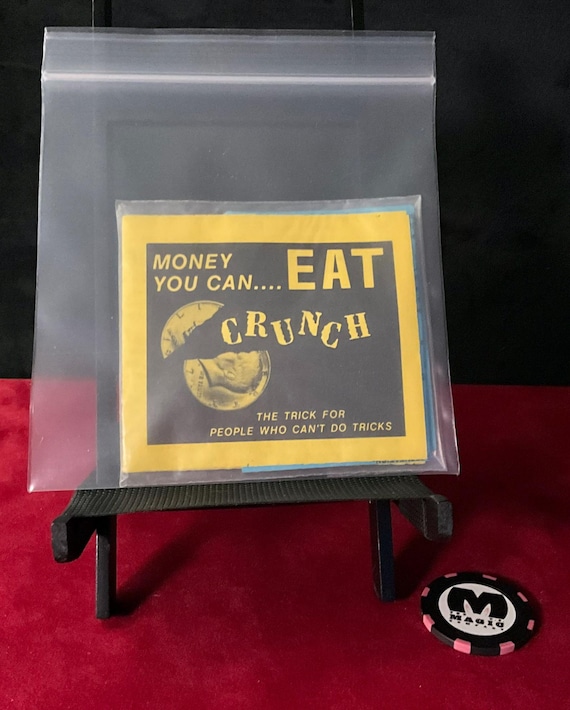 MONEY
YOU CAN.... EAT
CRUNCH
THE TRICK FOR
PEOPLE WHO CAN'T DO TRICKS
M
MAGIC